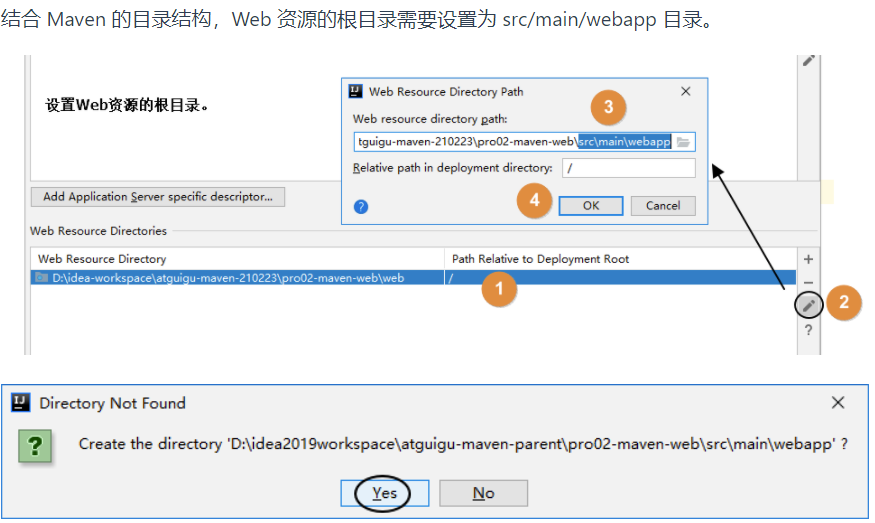 结合 Maven 的目录结构，Web 资源的根目录需要设置为 src/main/webapp 目录。
设置Web资源的根目录。
Web Resource Directory Path
3
Web resource directory path:
tguigu-maven-210223\pro02-maven-web\src\main\webapp
Relative path in deployment directory: /
4
? OK Cancel
Add Application Server specific descriptor...
Web Resource Directories
Web Resource Directory Path Relative to Deployment Root
D:\idea-workspace\atguigu-maven-210223\pro02-maven-web\web /
1
2
?
Directory Not Found
? Create the directory 'D:\idea2019workspace\atguigu-maven-parent\pro02-maven-web\src\main\webapp' ?
Yes No